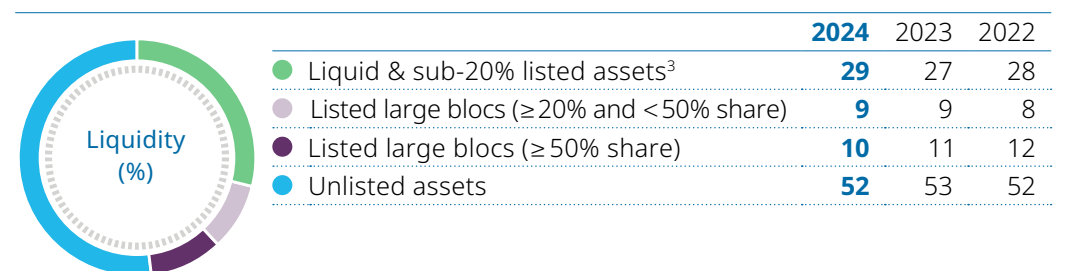 2024 2023 2022
Liquid & sub-20% listed assets³ 29 27 28
Listed large blocs (≥20% and <50% share) 9 9 8
Listed large blocs (≥50% share) 10 11 12
Unlisted assets 52 53 52
Liquidity
(%)